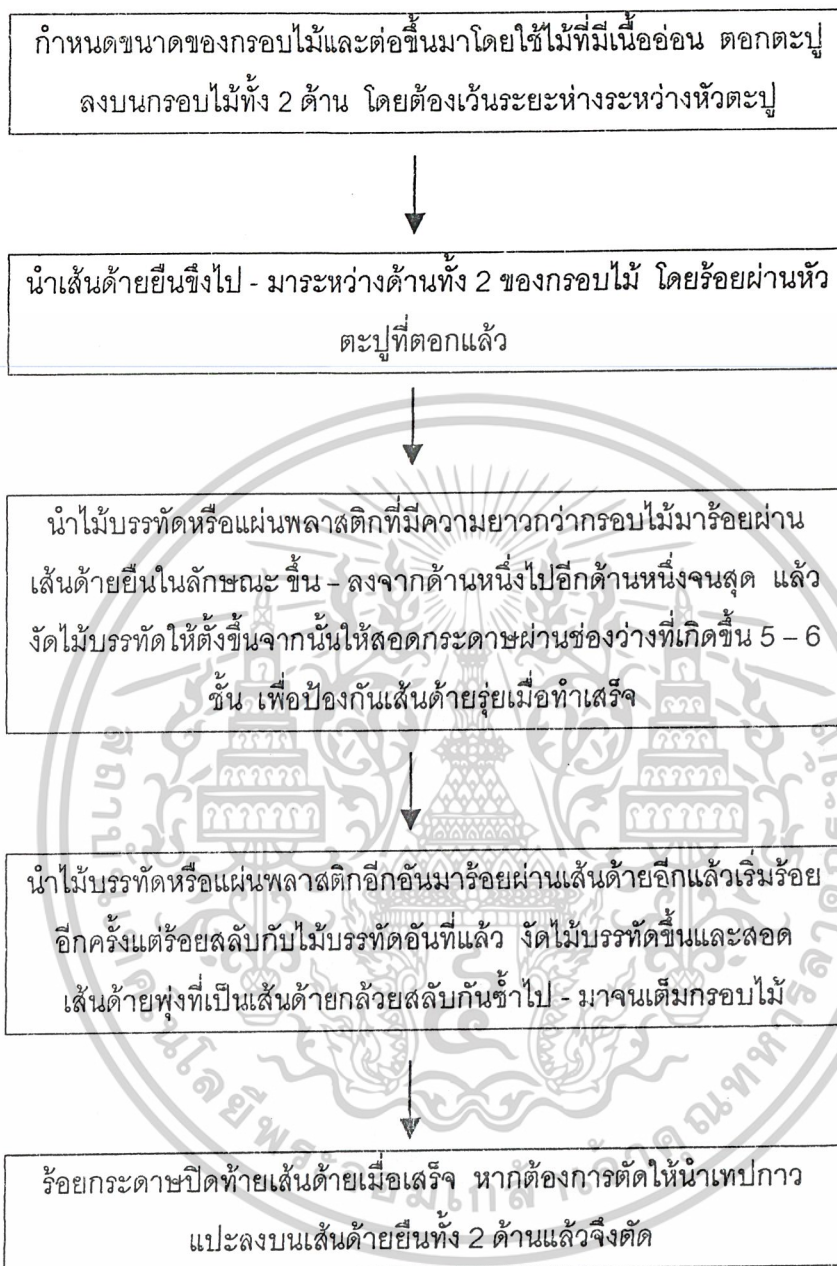 กำหนดขนาดของกรอบไม้และต่อขึ้นมาโดยใช้ไม้ที่มีเนื้ออ่อน ตอกตะปู
ลงบนกรอบไม้ทั้ง 2 ด้าน โดยต้องเว้นระยะห่างระหว่างหัวตะปู
นำเส้นด้ายยืนขึงไป - มาระหว่างด้านทั้ง 2 ของกรอบไม้ โดยร้อยผ่านหัว
ตะปูที่ตอกแล้ว
นำไม้บรรทัดหรือแผ่นพลาสติกที่มีความยาวกว่ากรอบไม้มาร้อยผ่าน
เส้นด้ายยืนในลักษณะ ขึ้น – ลงจากด้านหนึ่งไปอีกด้านหนึ่งจนสุด แล้ว
งัดไม้บรรทัดให้ตั้งขึ้นจากนั้นให้สอดกระดาษผ่านช่องว่างที่เกิดขึ้น 5 – 6
ชั้น เพื่อป้องกันเส้นด้ายรุ่ยเมื่อทำเสร็จ
นำไม้บรรทัดหรือแผ่นพลาสติกอีกอันมาร้อยผ่านเส้นด้ายอีกแล้วเริ่มร้อย
อีกครั้งแต่ร้อยสลับกับไม้บรรทัดอันที่แล้ว งัดไม้บรรทัดขึ้นและสอด
เส้นด้ายพุ่งที่เป็นเส้นด้ายกล้วยสลับกันซ้ำไป - มาจนเต็มกรอบไม้
ร้อยกระดาษปิดท้ายเส้นด้ายเมื่อเสร็จ หากต้องการตัดให้นำเทปกาว
แปะลงบนเส้นด้ายยืนทั้ง 2 ด้านแล้วจึงตัด